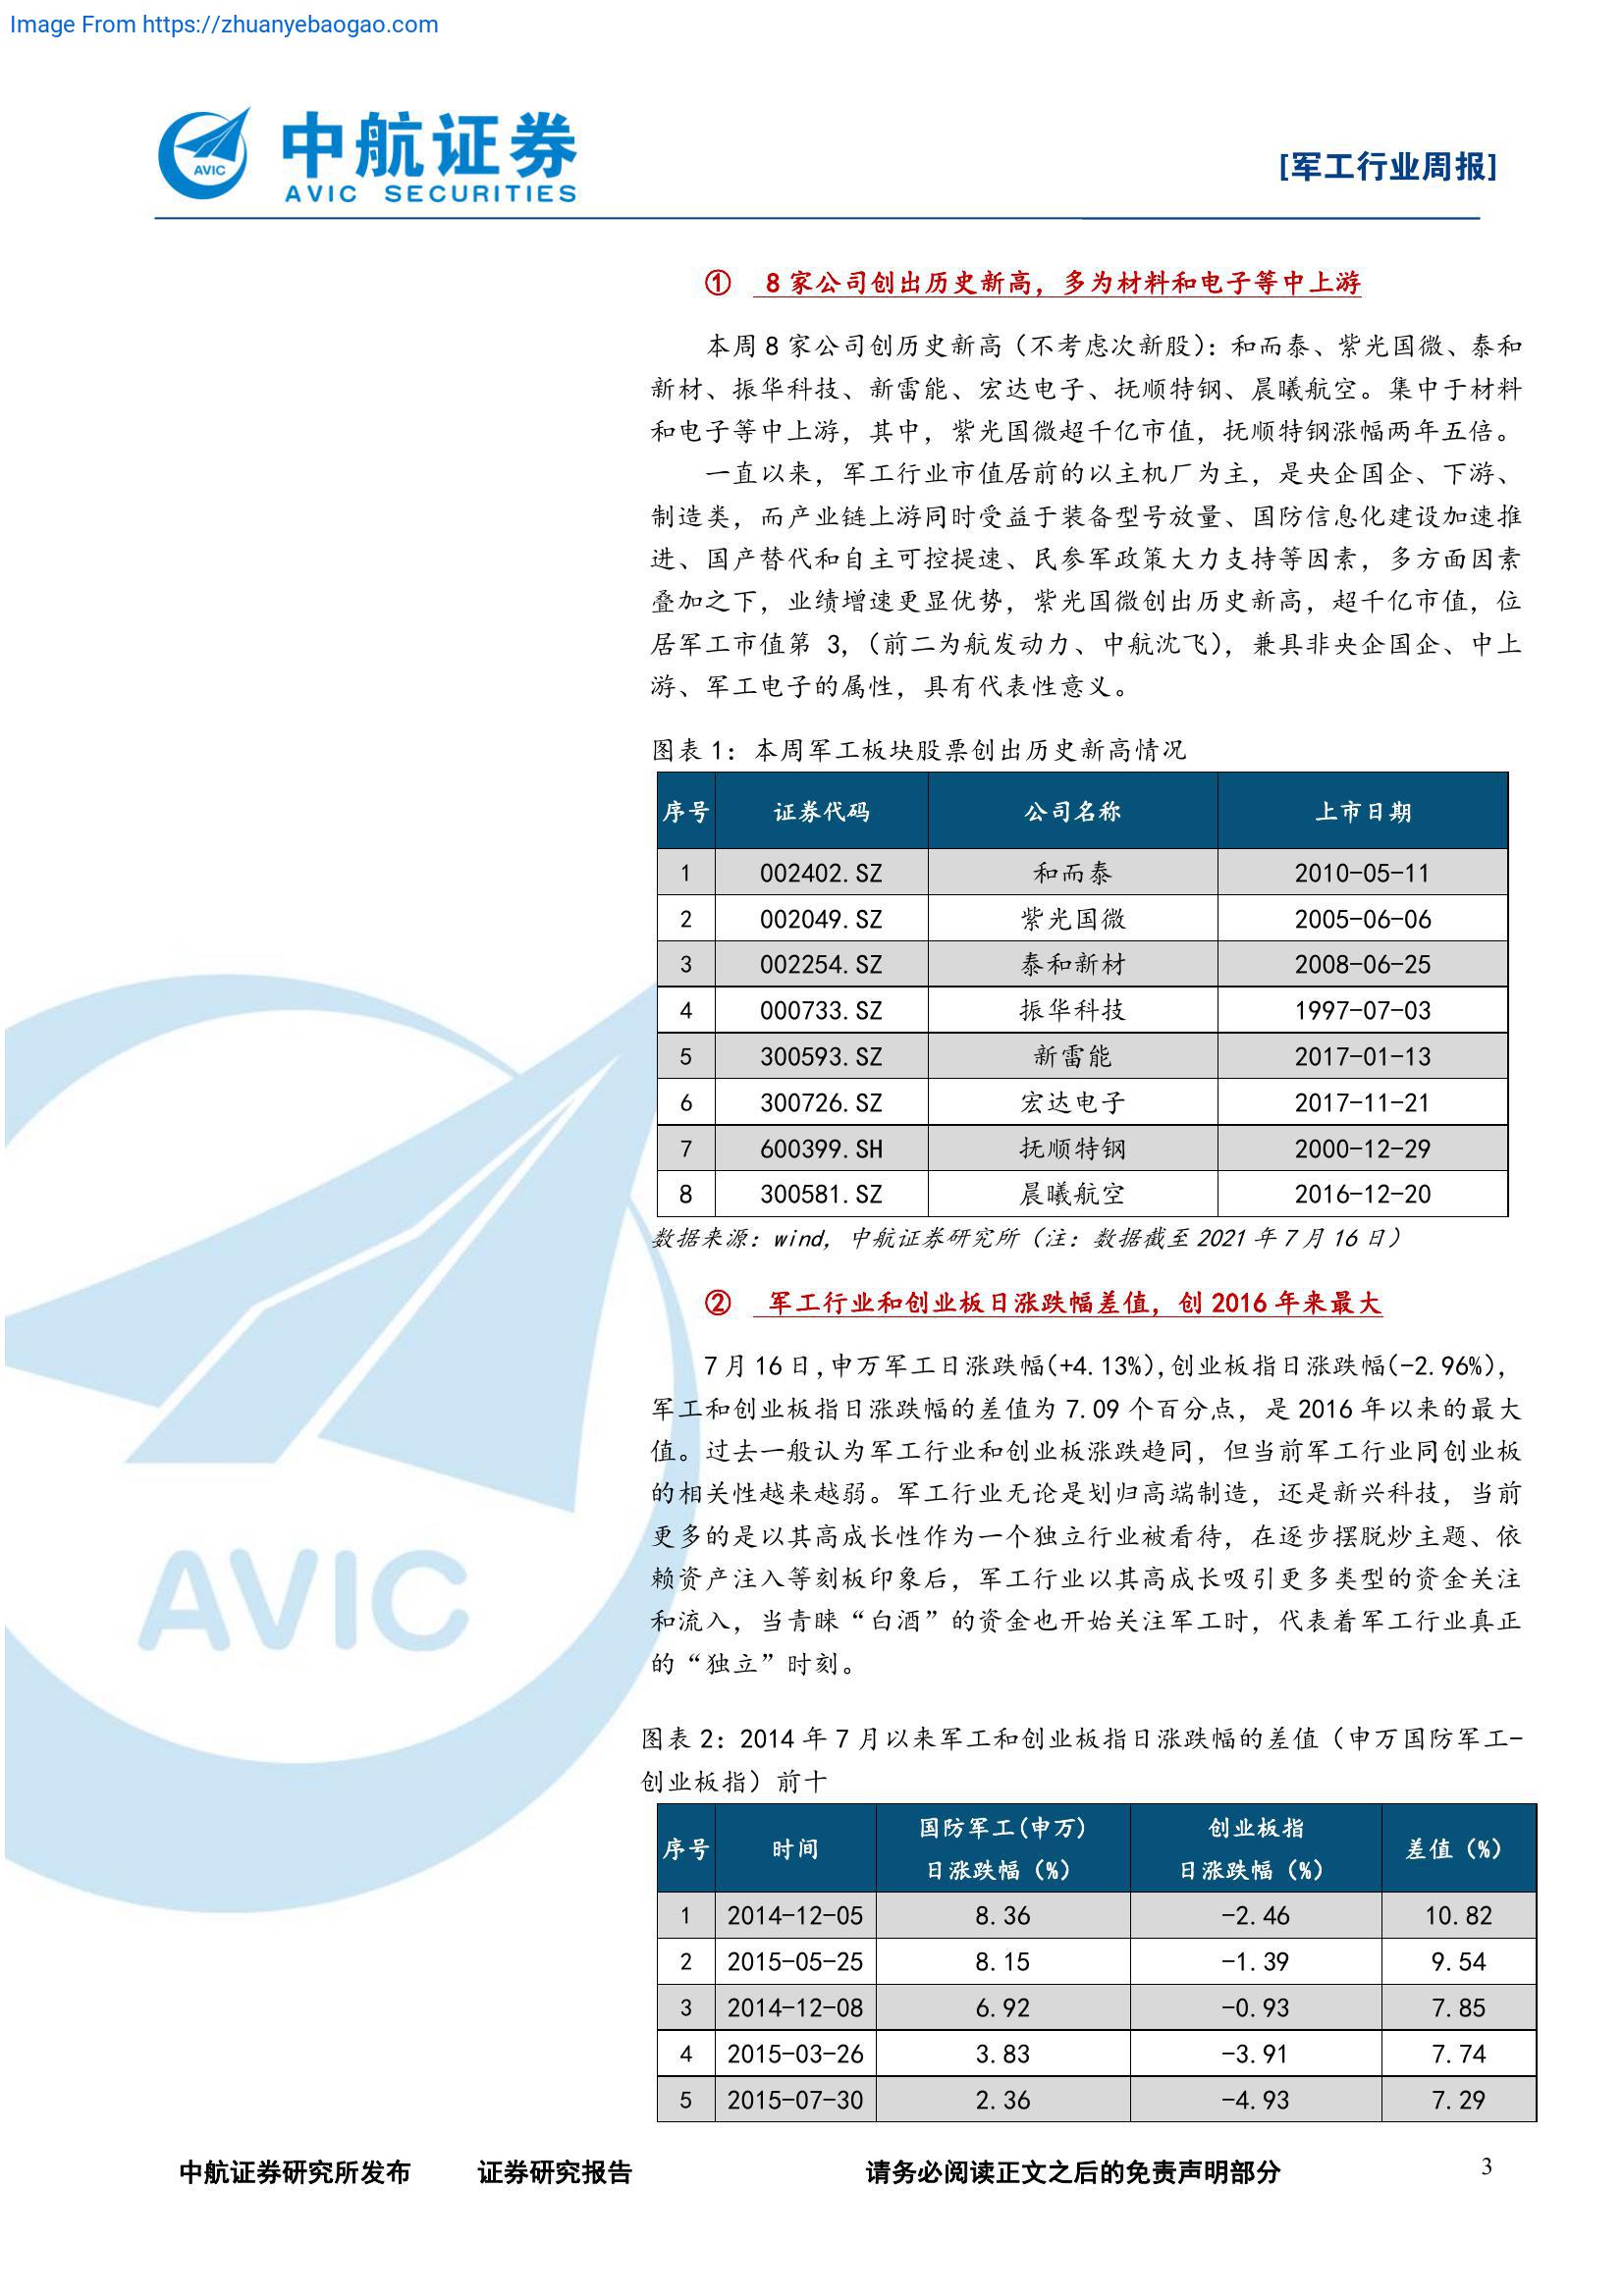 Image From https://zhuanyebaogao.com
AVIC
中航证券
AVIC SECURITIES
[军工行业周报]
① 8 家公司创出历史新高，多为材料和电子等中上游
本周 8 家公司创历史新高（不考虑次新股）：和而泰、紫光国微、泰和
新材、振华科技、新雷能、宏达电子、抚顺特钢、晨曦航空。集中于材料
和电子等中上游，其中，紫光国微超千亿市值，抚顺特钢涨幅两年五倍。
一直以来，军工行业市值居前的以主机厂为主，是央企国企、下游、
制造类，而产业链上游同时受益于装备型号放量、国防信息化建设加速推
进、国产替代和自主可控提速、民参军政策大力支持等因素，多方面因素
叠加之下，业绩增速更显优势，紫光国微创出历史新高，超千亿市值，位
居军工市值第 3,（前二为航发动力、中航沈飞），兼具非央企国企、中上
游、军工电子的属性，具有代表性意义。
图表 1：本周军工板块股票创出历史新高情况
序号 证券代码 公司名称 上市日期
1 002402.SZ 和而泰 2010-05-11
2 002049.SZ 紫光国微 2005-06-06
3 002254.SZ 泰和新材 2008-06-25
4 000733.SZ 振华科技 1997-07-03
5 300593.SZ 新雷能 2017-01-13
6 300726.SZ 宏达电子 2017-11-21
7 600399.SH 抚顺特钢 2000-12-29
8 300581.SZ 晨曦航空 2016-12-20
数据来源：wind, 中航证券研究所（注：数据截至 2021 年 7 月 16 日）
② 军工行业和创业板日涨跌幅差值，创 2016 年来最大
7 月 16 日,申万军工日涨跌幅(+4.13%),创业板指日涨跌幅(-2.96%),
军工和创业板指日涨跌幅的差值为 7.09 个百分点，是 2016 年以来的最大
值。过去一般认为军工行业和创业板涨跌趋同，但当前军工行业同创业板
的相关性越来越弱。军工行业无论是划归高端制造，还是新兴科技，当前
更多的是以其高成长性作为一个独立行业被看待，在逐步摆脱炒主题、依
赖资产注入等刻板印象后，军工行业以其高成长吸引更多类型的资金关注
和流入，当青睐“白酒”的资金也开始关注军工时，代表着军工行业真正
的“独立”时刻。
AVIC
图表 2：2014 年 7 月以来军工和创业板指日涨跌幅的差值（申万国防军工-
创业板指）前十
序号 时间 国防军工(申万) 日涨跌幅（%） 创业板指 日涨跌幅（%） 差值（%）
1 2014-12-05 8.36 -2.46 10.82
2 2015-05-25 8.15 -1.39 9.54
3 2014-12-08 6.92 -0.93 7.85
4 2015-03-26 3.83 -3.91 7.74
5 2015-07-30 2.36 -4.93 7.29
中航证券研究所发布 证券研究报告 请务必阅读正文之后的免责声明部分 3